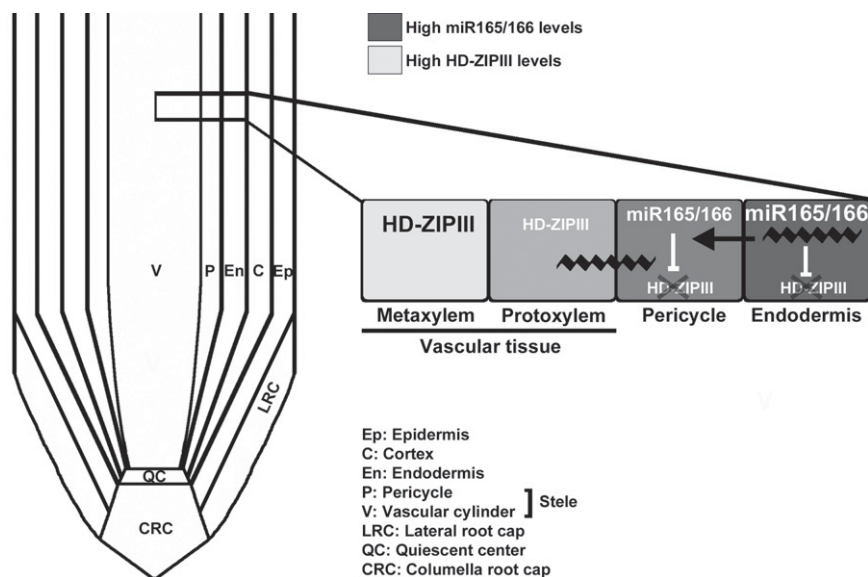 High miR165/166 levels
High HD-ZIPIII levels
HD-ZIPIII
HD-ZIPIII
miR165/166
miR165/166
HD-ZIPIII
HD-ZIPIII
Metaxylem
Protoxylem
Pericycle
Endodermis
Vascular tissue
V
P
En
C
Ep
LRC
QC
CRC
Ep: Epidermis
C: Cortex
En: Endodermis
P: Pericycle
V: Vascular cylinder
Stele
LRC: Lateral root cap
QC: Quiescent center
CRC: Columella root cap